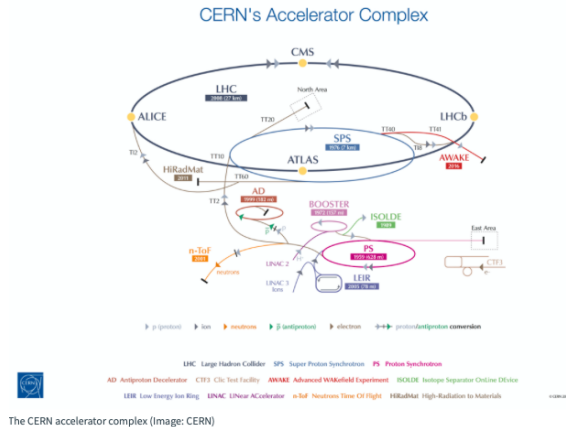 CERN's Accelerator Complex
CMS
LHC
2008 (27 km)
North Area
ALICE
LHCb
TT20
SPS
1976 (7 km)
TT40
TT41
TI8
TI2
TT10
ATLAS
AWAKE
2016
HiRadMat
2011
TT60
AD
1999 (182 m)
TT2
BOOSTER
1972 (157 m)
ISOLDE
1989
p
East Area
n-ToF
2001
PS
1959 (628 m)
LINAC 2
neutrons
CTF3
e-
LINAC 3
Ions
LEIR
2005 (78 m)
p (proton)
ion
neutrons
p̄ (antiproton)
electron
proton/antiproton conversion
LHC Large Hadron Collider SPS Super Proton Synchrotron PS Proton Synchrotron
AD Antiproton Decelerator CTF3 Clic Test Facility AWAKE Advanced WAKefield Experiment ISOLDE Isotope Separator OnLine DEvice
LEIR Low Energy Ion Ring LINAC LINear ACcelerator n-ToF Neutrons Time Of Flight HiRadMat High-Radiation to Materials
CERN
The CERN accelerator complex (Image: CERN)